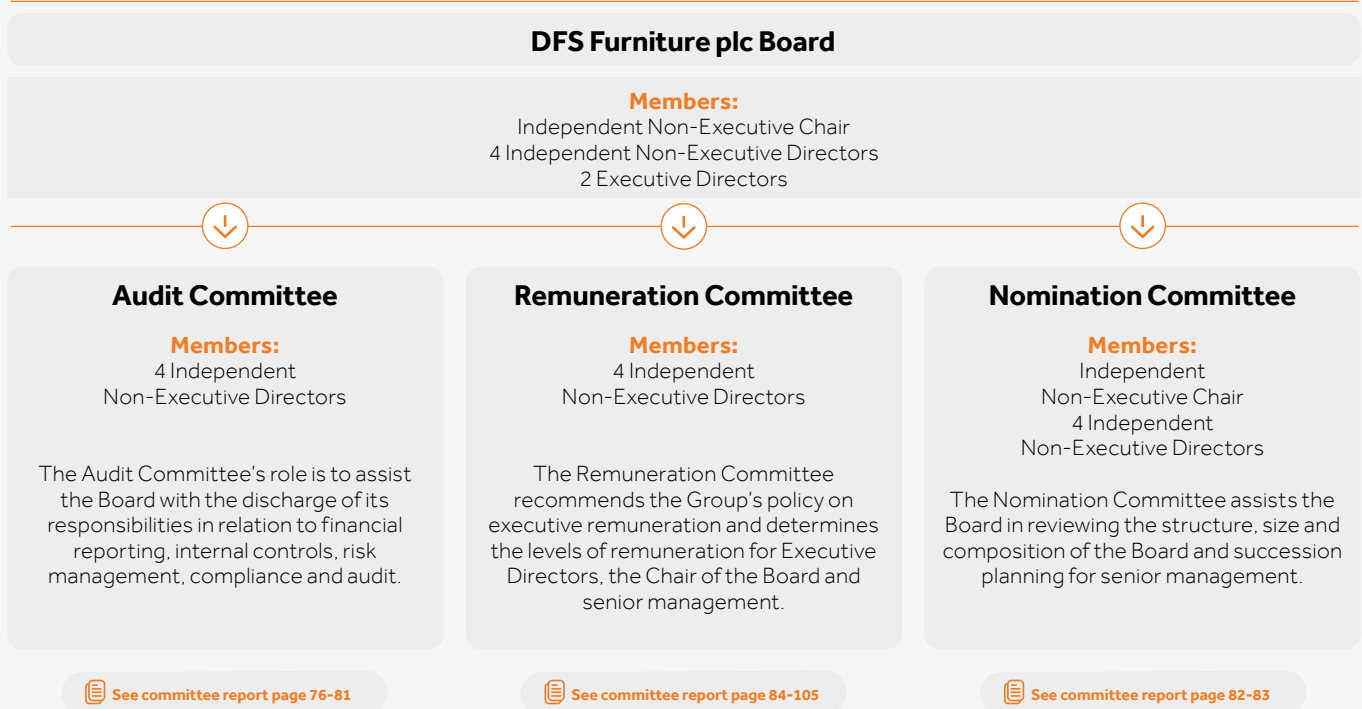 DFS Furniture plc Board
Members:
Independent Non-Executive Chair
4 Independent Non-Executive Directors
2 Executive Directors
Audit Committee
Members:
4 Independent
Non-Executive Directors
The Audit Committee's role is to assist
the Board with the discharge of its
responsibilities in relation to financial
reporting, internal controls, risk
management, compliance and audit.
See committee report page 76-81
Remuneration Committee
Members:
4 Independent
Non-Executive Directors
The Remuneration Committee
recommends the Group's policy on
executive remuneration and determines
the levels of remuneration for Executive
Directors, the Chair of the Board and
senior management.
See committee report page 84-105
Nomination Committee
Members:
Independent
Non-Executive Chair
4 Independent
Non-Executive Directors
The Nomination Committee assists the
Board in reviewing the structure, size and
composition of the Board and succession
planning for senior management.
See committee report page 82-83